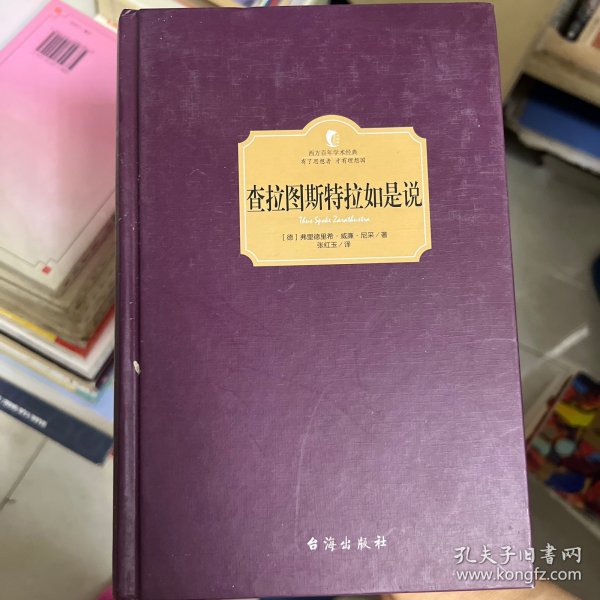 西方百年学术经典
有了思想者 才有理想国
查拉图斯特拉如是说
Thus Spoke Zarathustra
[德]弗里德里希·威廉·尼采/著
张红玉/译
台海出版社
孔夫子旧书网
www.kongfz.com